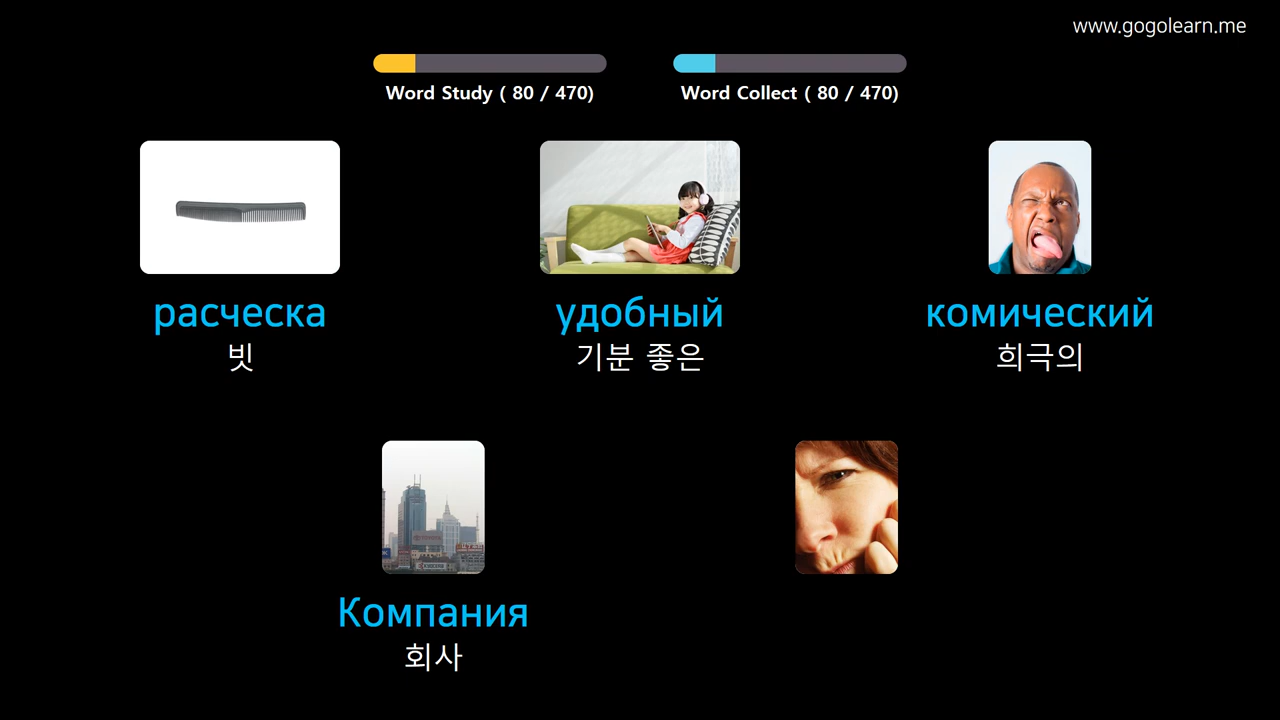 www.gogolearn.me
Word Study ( 80 / 470)
Word Collect ( 80 / 470)
расческа
빗
удобный
기분 좋은
комический
희극의
Компания
회사